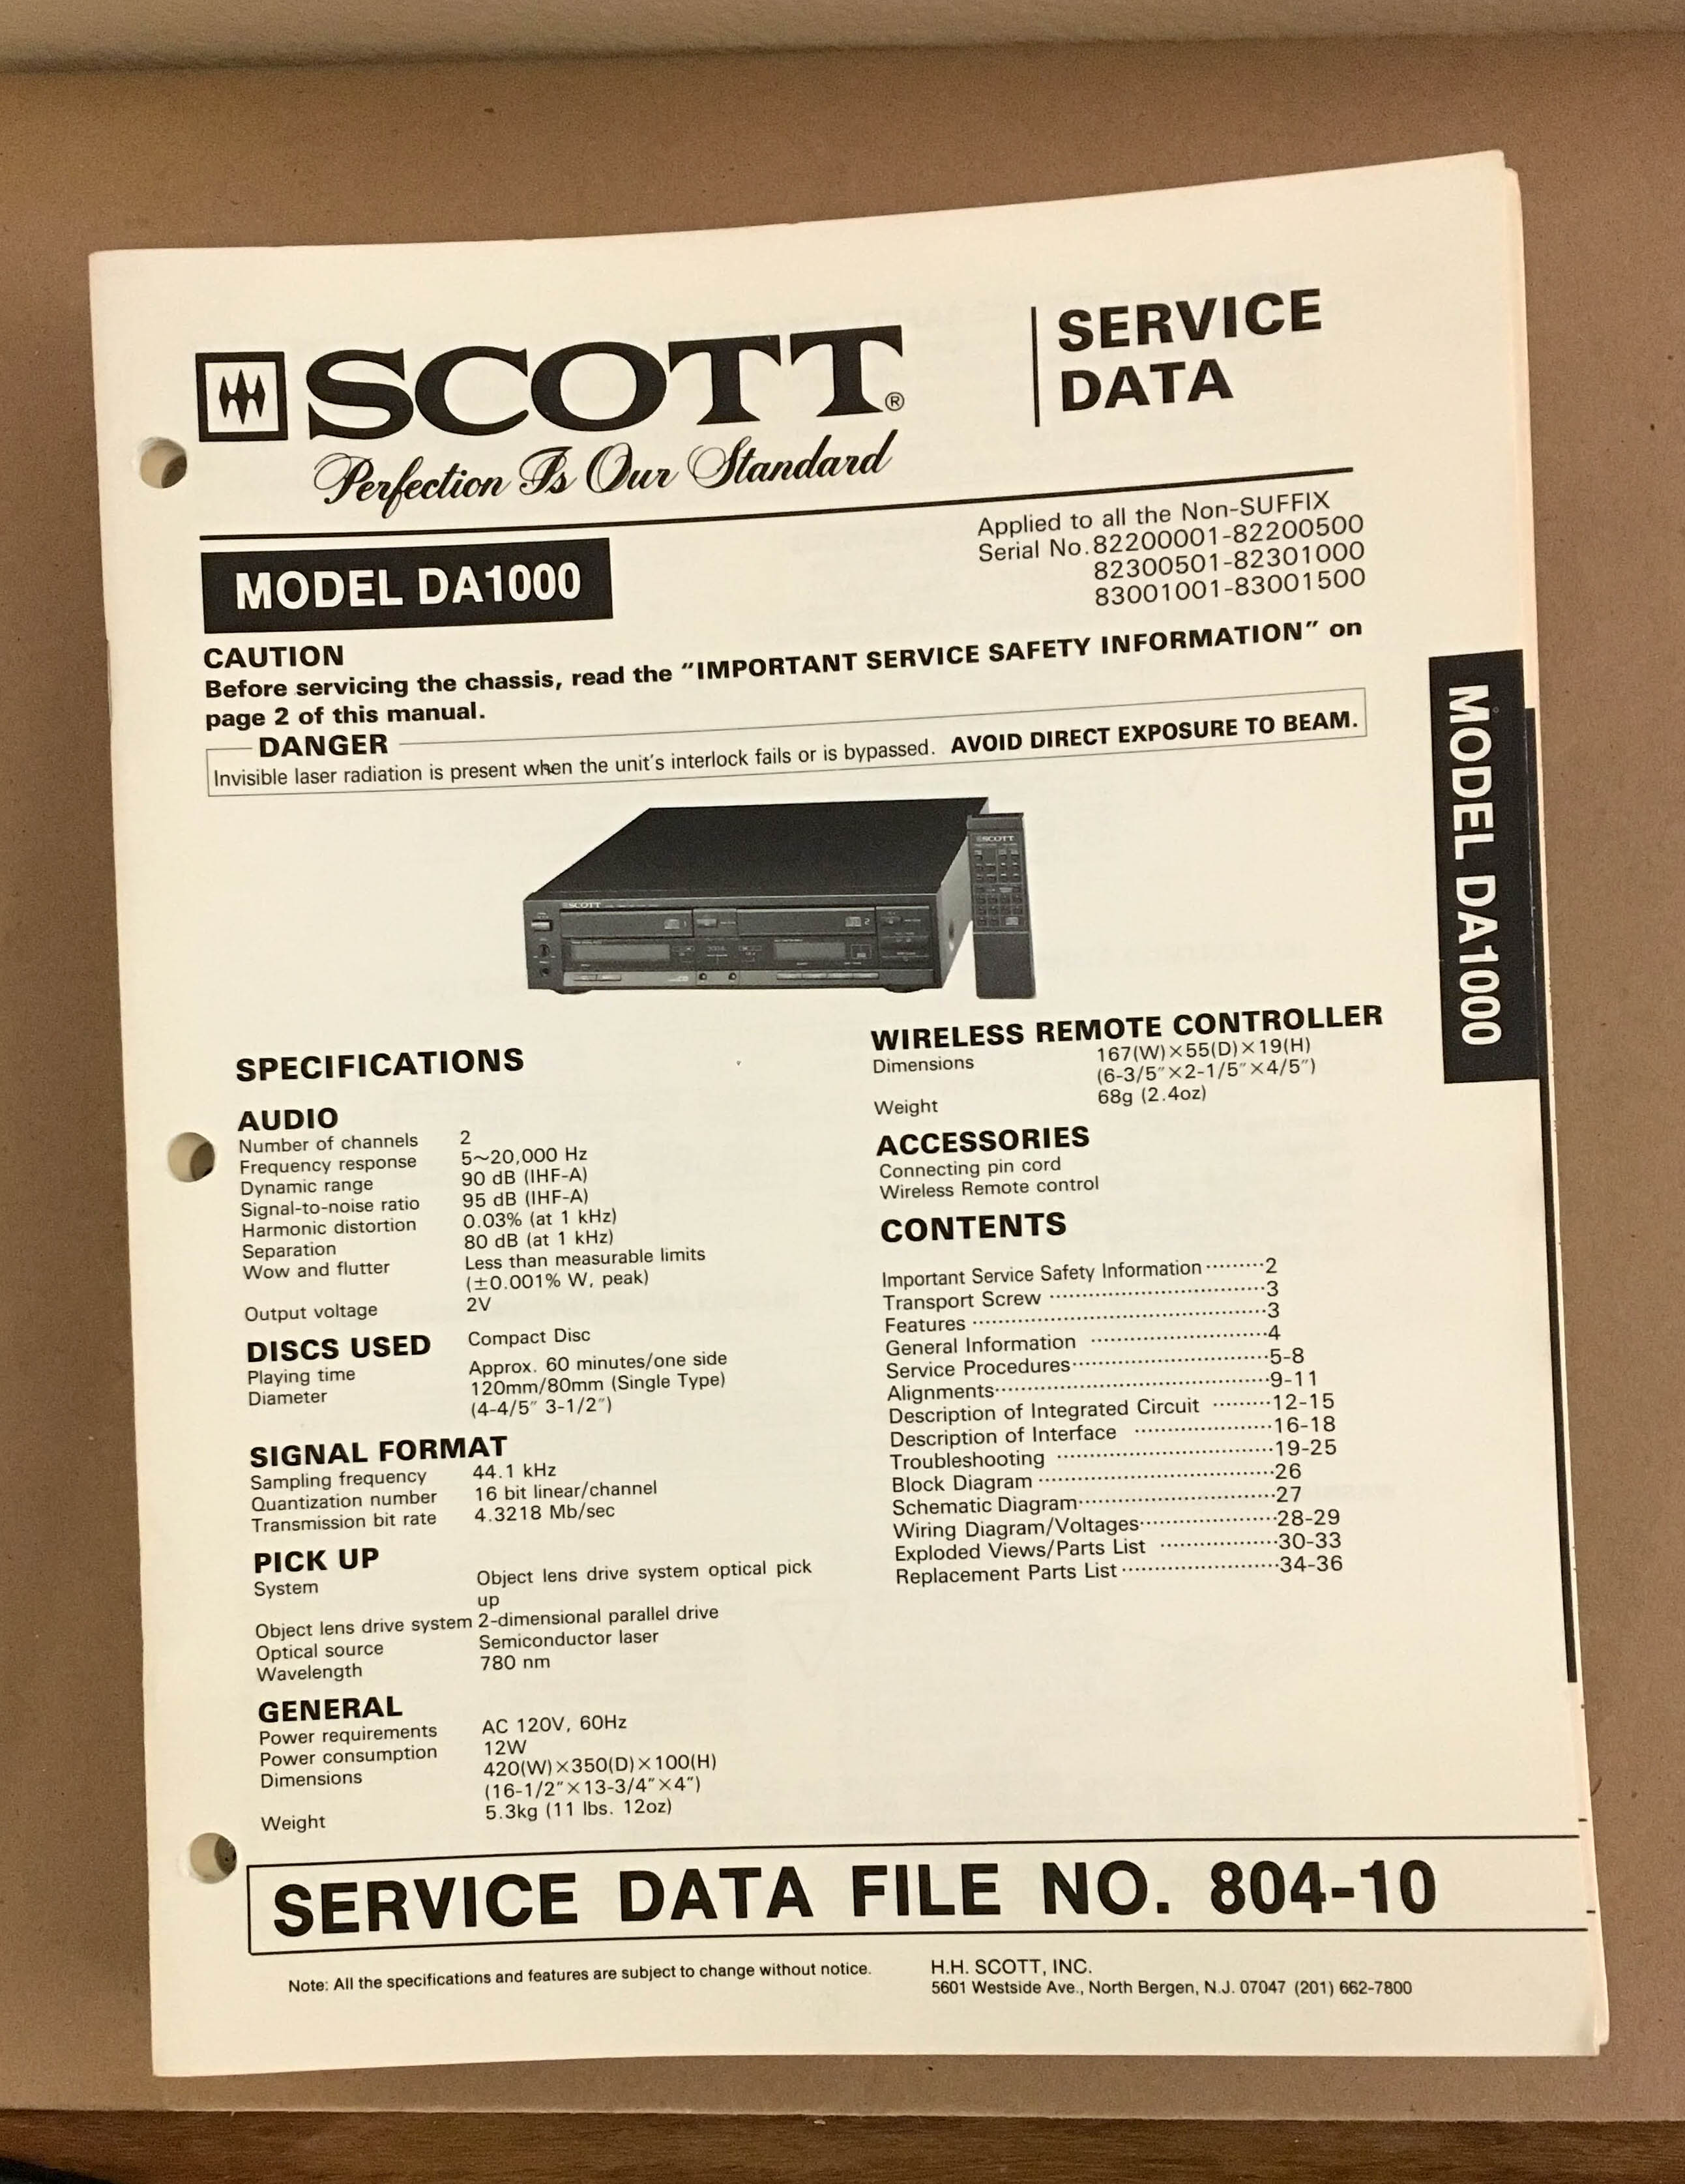 SCOTT®
Perfection Is Our Standard
SERVICE
DATA
Applied to all the Non-SUFFIX
Serial No.82200001-82200500
82300501-82301000
83001001-83001500
MODEL DA1000
CAUTION
Before servicing the chassis, read the “IMPORTANT SERVICE SAFETY INFORMATION” on
page 2 of this manual.
DANGER
Invisible laser radiation is present when the unit's interlock fails or is bypassed. AVOID DIRECT EXPOSURE TO BEAM.
MODEL DA1000
SCOTT
SCOTT
SPECIFICATIONS
AUDIO
Number of channels 2
Frequency response 5~20,000 Hz
Dynamic range 90 dB (IHF-A)
Signal-to-noise ratio 95 dB (IHF-A)
Harmonic distortion 0.03% (at 1 kHz)
Separation 80 dB (at 1 kHz)
Wow and flutter Less than measurable limits
(±0.001% W, peak)
Output voltage 2V
DISCS USED Compact Disc
Playing time Approx. 60 minutes/one side
Diameter 120mm/80mm (Single Type)
(4-4/5″ 3-1/2″)
SIGNAL FORMAT
Sampling frequency 44.1 kHz
Quantization number 16 bit linear/channel
Transmission bit rate 4.3218 Mb/sec
PICK UP
System Object lens drive system optical pick
up
Object lens drive system 2-dimensional parallel drive
Optical source Semiconductor laser
Wavelength 780 nm
GENERAL
Power requirements AC 120V, 60Hz
Power consumption 12W
Dimensions 420(W)×350(D)×100(H)
(16-1/2″×13-3/4″×4″)
Weight 5.3kg (11 lbs. 12oz)
WIRELESS REMOTE CONTROLLER
Dimensions 167(W)×55(D)×19(H)
(6-3/5″×2-1/5″×4/5″)
Weight 68g (2.4oz)
ACCESSORIES
Connecting pin cord
Wireless Remote control
CONTENTS
Important Service Safety Information ·········2
Transport Screw ······························3
Features ·········································3
General Information ························4
Service Procedures···························5-8
Alignments·····································9-11
Description of Integrated Circuit ·········12-15
Description of Interface ····················16-18
Troubleshooting ······························19-25
Block Diagram ································26
Schematic Diagram···························27
Wiring Diagram/Voltages···················28-29
Exploded Views/Parts List ·················30-33
Replacement Parts List ·····················34-36
SERVICE DATA FILE NO. 804-10
Note: All the specifications and features are subject to change without notice.
H.H. SCOTT, INC.
5601 Westside Ave., North Bergen, N.J. 07047 (201) 662-7800